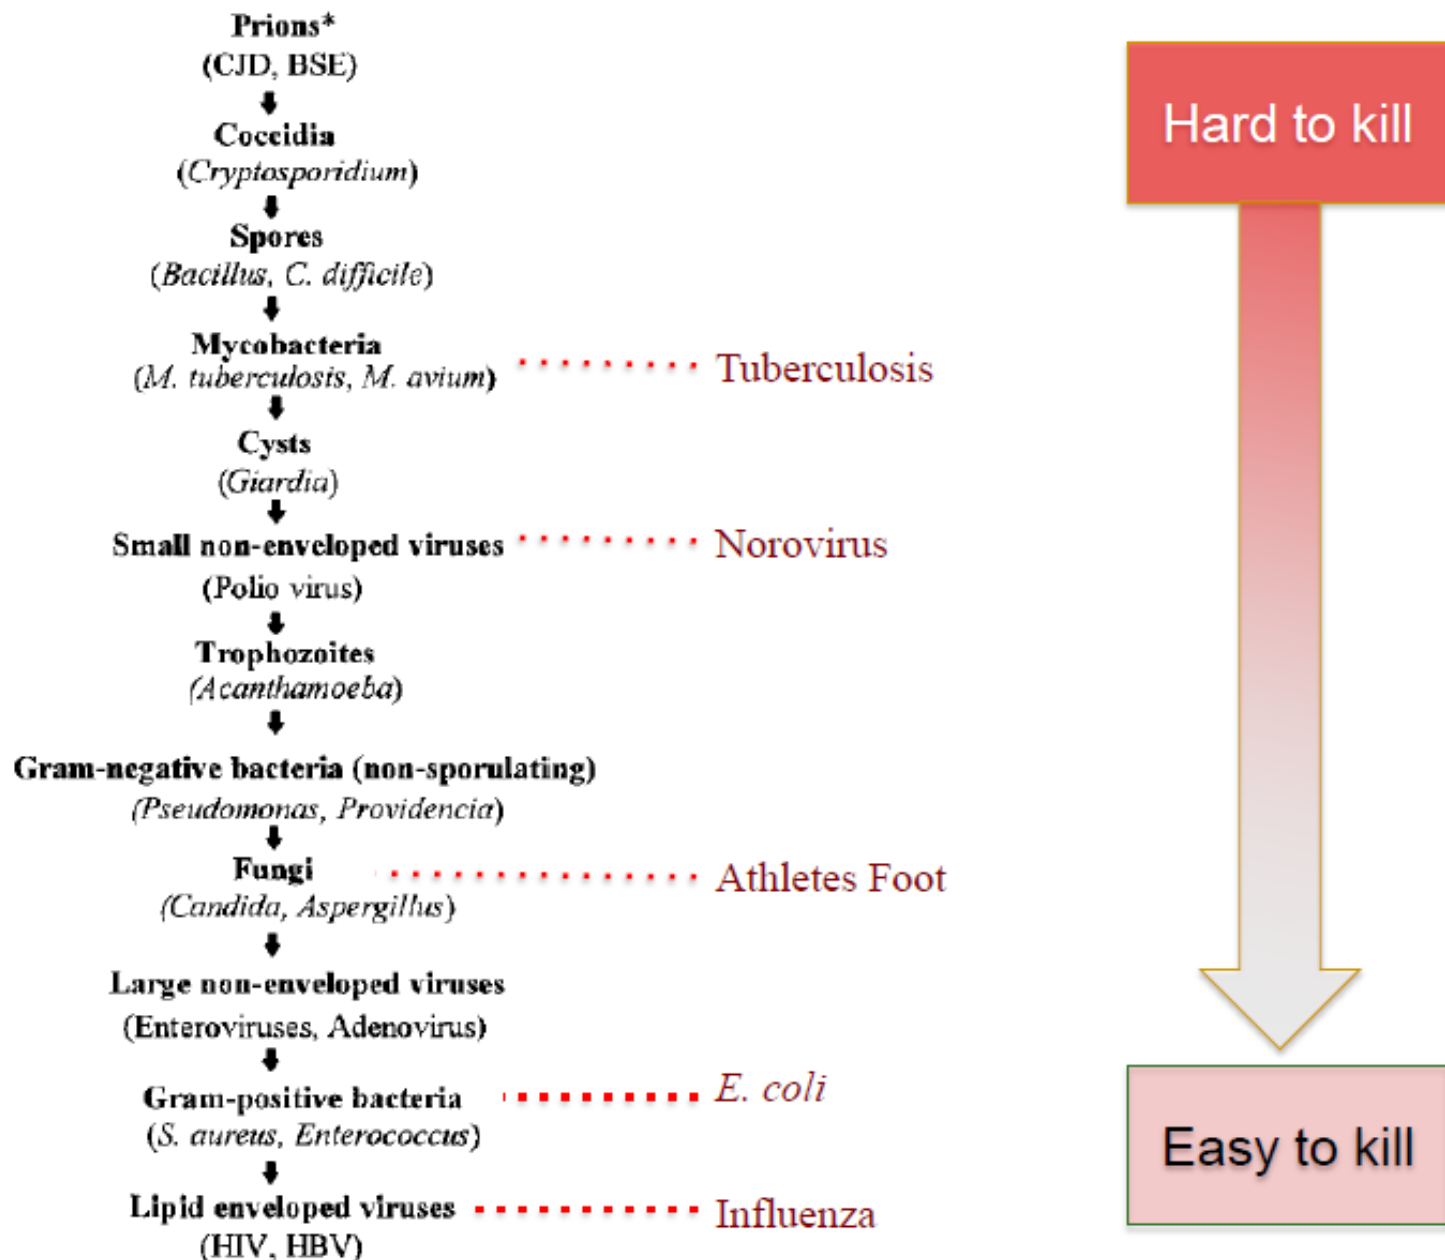 Prions*
(CJD, BSE)
Hard to kill
Coccidia
(Cryptosporidium)
Spores
(Bacillus, C. difficile)
Mycobacteria
(M. tuberculosis, M. avium)
Tuberculosis
Cysts
(Giardia)
Small non-enveloped viruses
Norovirus
(Polio virus)
Trophozoites
(Acanthamoeba)
Gram-negative bacteria (non-sporulating)
(Pseudomonas, Providencia)
Fungi
Athletes Foot
(Candida, Aspergillus)
Large non-enveloped viruses
(Enteroviruses, Adenovirus)
Gram-positive bacteria
E. coli
(S. aureus, Enterococcus)
Easy to kill
Lipid enveloped viruses
Influenza
(HIV, HBV)